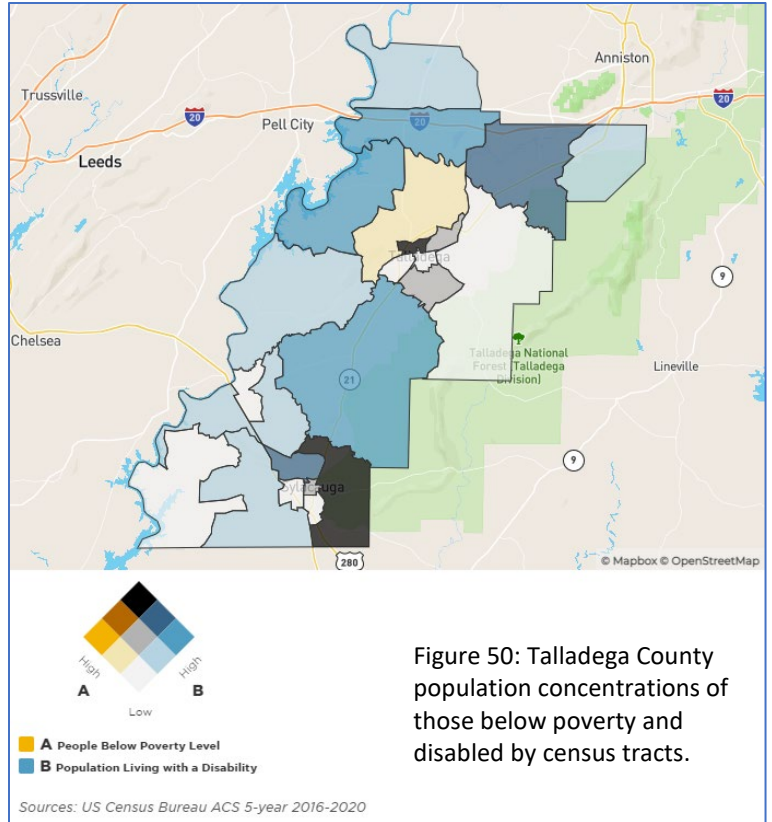 Anniston
Trussville
20
20
Pell City
20
Leeds
Talladega
9
Chelsea
Talladega National
Forest (Talladega
Division)
Lineville
21
9
Sylacauga
280
© Mapbox © OpenStreetMap
High
High
A
B
Low
A People Below Poverty Level
B Population Living with a Disability
Sources: US Census Bureau ACS 5-year 2016-2020
Figure 50: Talladega County
population concentrations of
those below poverty and
disabled by census tracts.